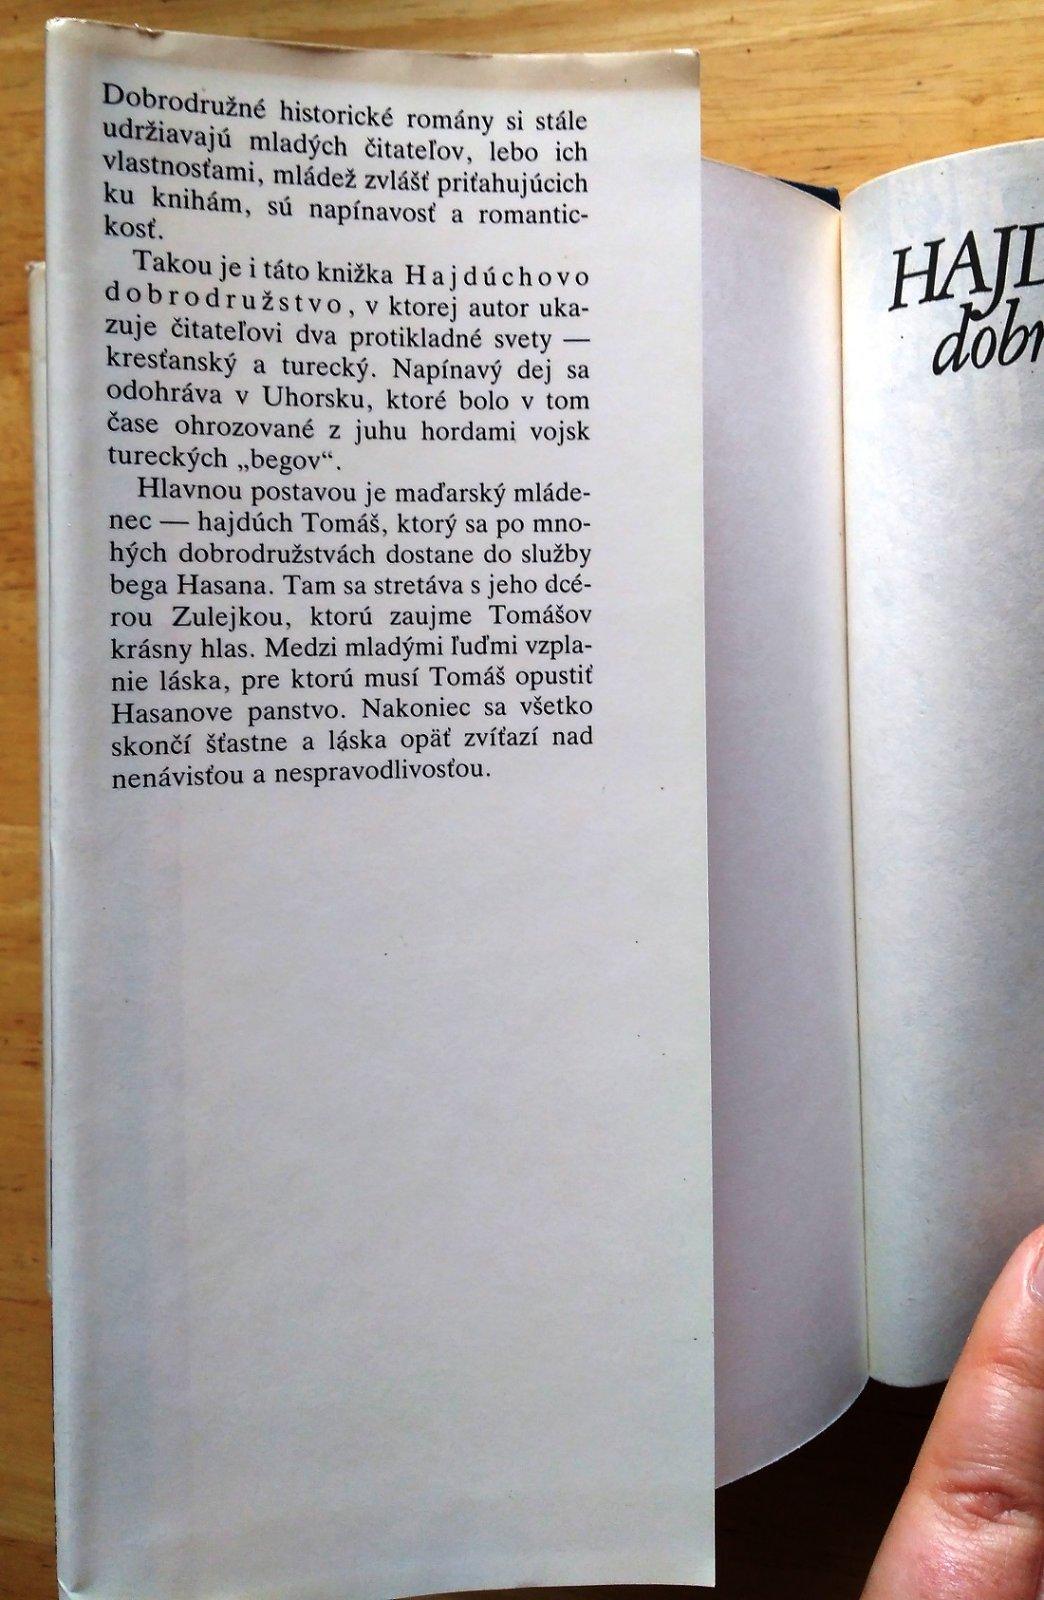 Dobrodružné historické romány si stále
udržiavajú mladých čitateľov, lebo ich
vlastnosťami, mládež zvlášť priťahujúcich
ku knihám, sú napínavosť a romantic-
kosť.
Takou je i táto knižka Hajdúchovo
dobrodružstvo, v ktorej autor uka-
zuje čitateľovi dva protikladné svety —
kresťanský a turecký. Napínavý dej sa
odohráva v Uhorsku, ktoré bolo v tom
čase ohrozované z juhu hordami vojsk
tureckých „begov“.
Hlavnou postavou je maďarský mláde-
nec — hajdúch Tomáš, ktorý sa po mno-
hých dobrodružstvách dostane do služby
bega Hasana. Tam sa stretáva s jeho dcé-
rou Zulejkou, ktorú zaujme Tomášov
krásny hlas. Medzi mladými ľuďmi vzpla-
nie láska, pre ktorú musí Tomáš opustiť
Hasanove panstvo. Nakoniec sa všetko
skončí šťastne a láska opäť zvíťazí nad
nenávisťou a nespravodlivosťou.
HAJD
dobr